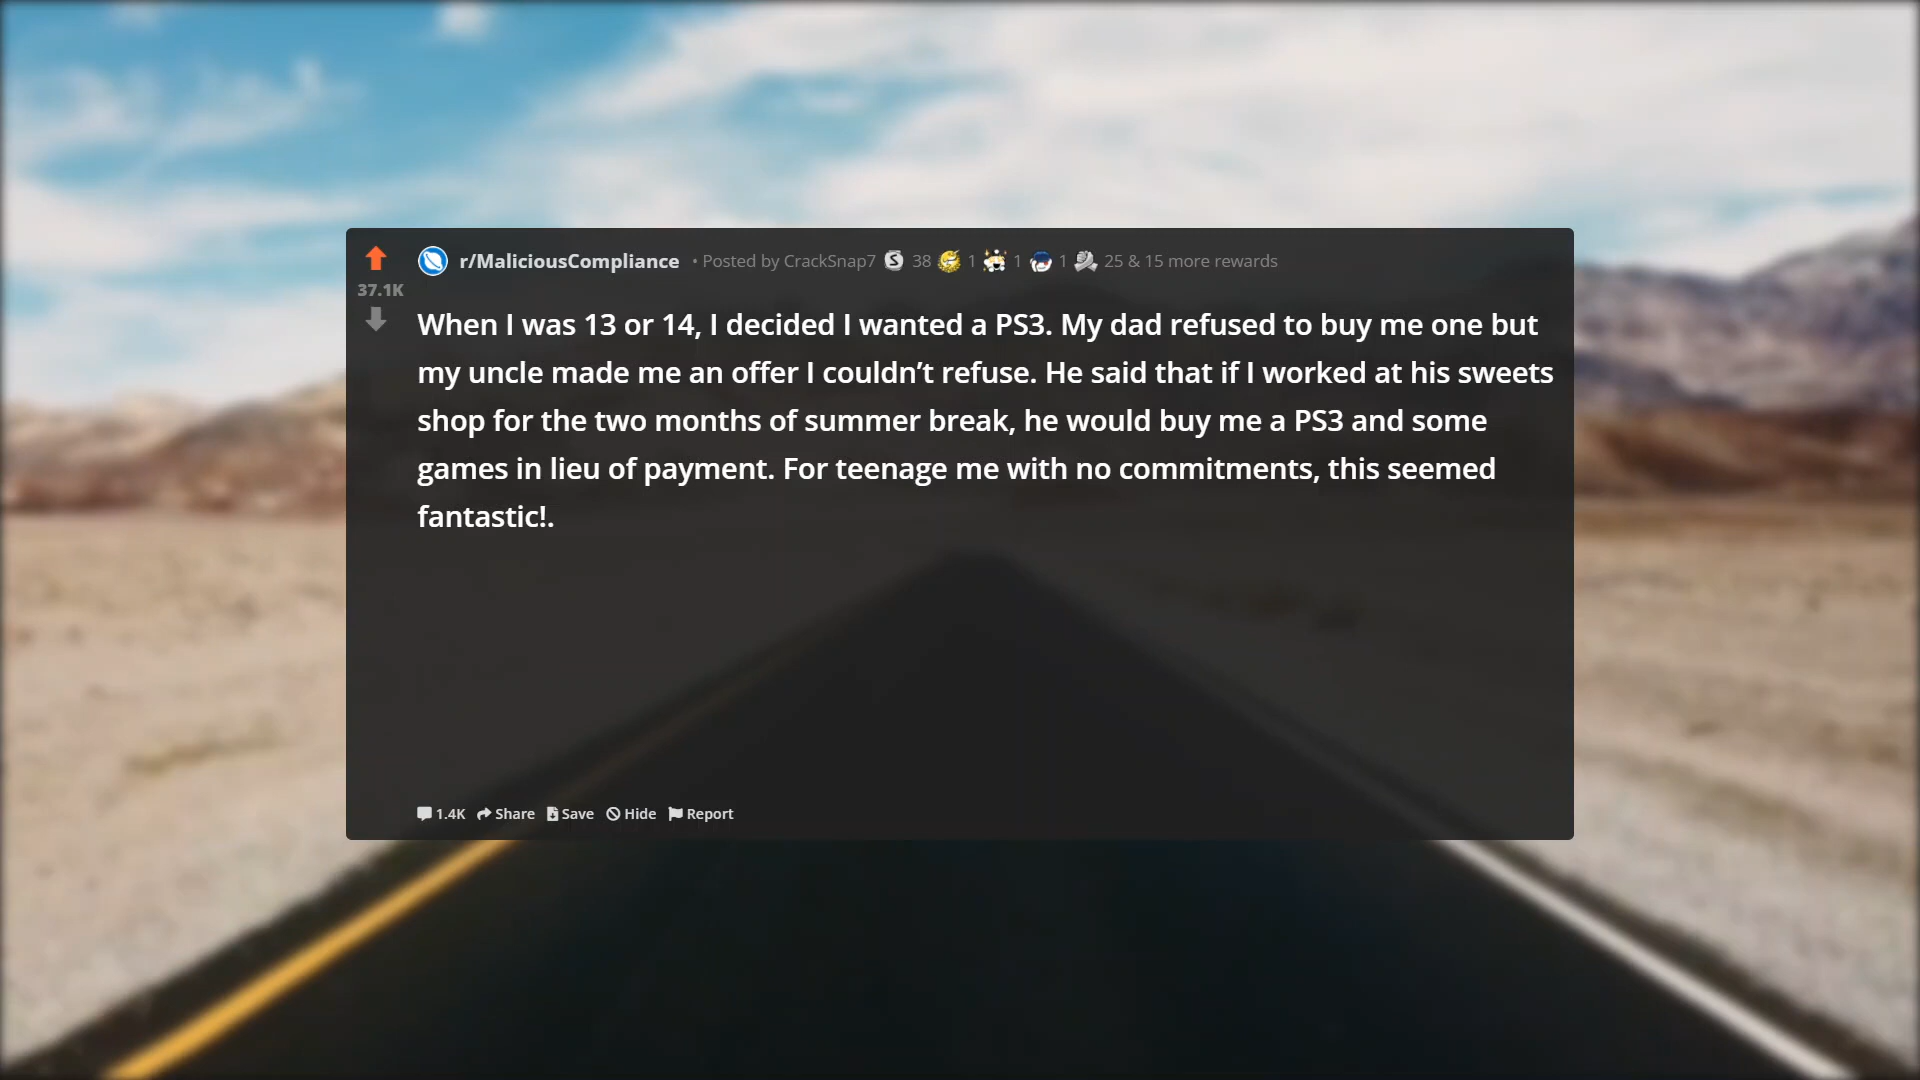 r/MaliciousCompliance • Posted by CrackSnap7 38 1 1 1 25 & 15 more rewards
37.1K
When I was 13 or 14, I decided I wanted a PS3. My dad refused to buy me one but
my uncle made me an offer I couldn’t refuse. He said that if I worked at his sweets
shop for the two months of summer break, he would buy me a PS3 and some
games in lieu of payment. For teenage me with no commitments, this seemed
fantastic!.
1.4K Share Save Hide Report